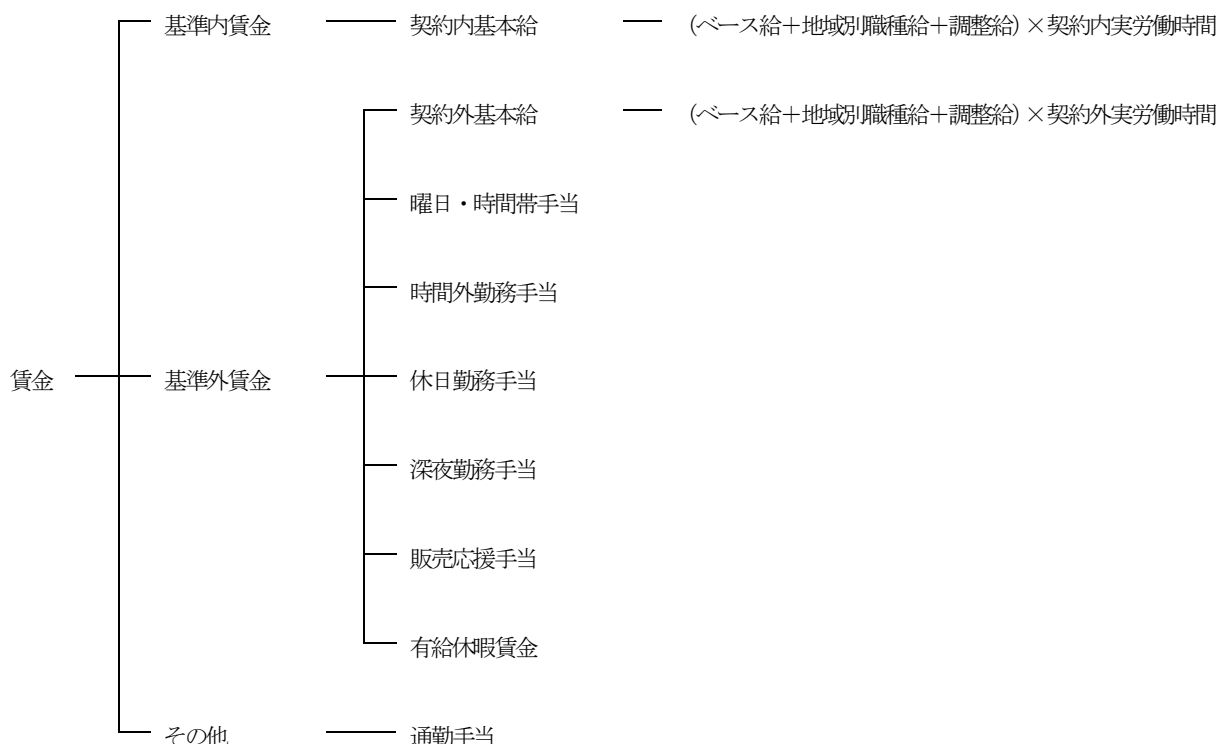 基準内賃金 契約内基本給 (ベース給＋地域別職種給＋調整給)×契約内実労働時間
契約外基本給 (ベース給＋地域別職種給＋調整給)×契約外実労働時間
曜日・時間帯手当
時間外勤務手当
賃金 基準外賃金 休日勤務手当
深夜勤務手当
販売応援手当
有給休暇賃金
その他 通勤手当